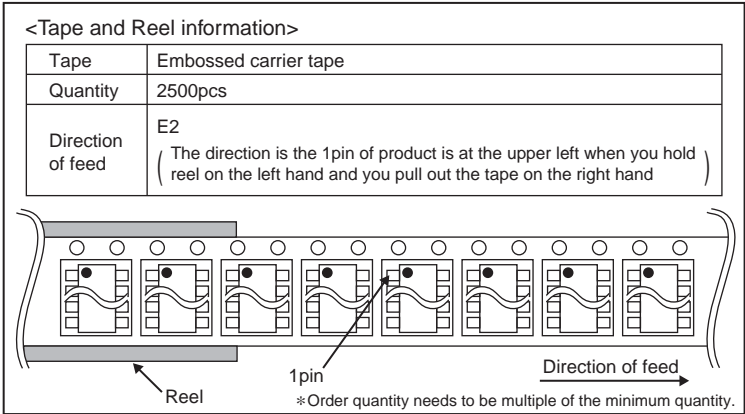 <Tape and Reel information>
Tape Embossed carrier tape
Quantity 2500pcs
Direction of feed E2
( The direction is the 1pin of product is at the upper left when you hold
reel on the left hand and you pull out the tape on the right hand )
Reel
1pin
Direction of feed
*Order quantity needs to be multiple of the minimum quantity.